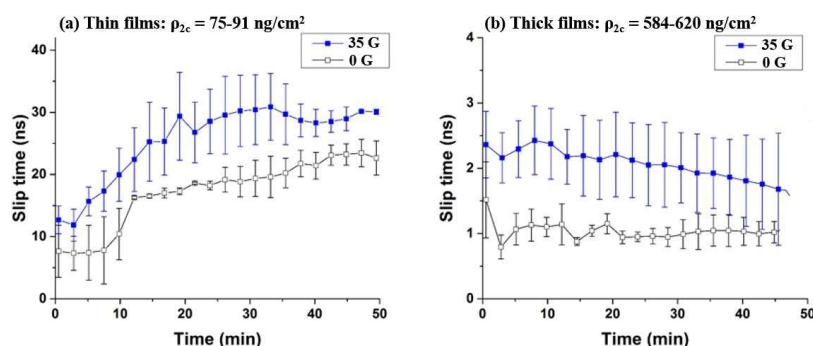 (a) Thin films: ρ2c = 75-91 ng/cm²
40
30
20
10
0
Slip time (ns)
35 G
0 G
0 10 20 30 40 50
Time (min)
(b) Thick films: ρ2c = 584-620 ng/cm²
4
3
2
1
0
Slip time (ns)
35 G
0 G
0 10 20 30 40 50
Time (min)